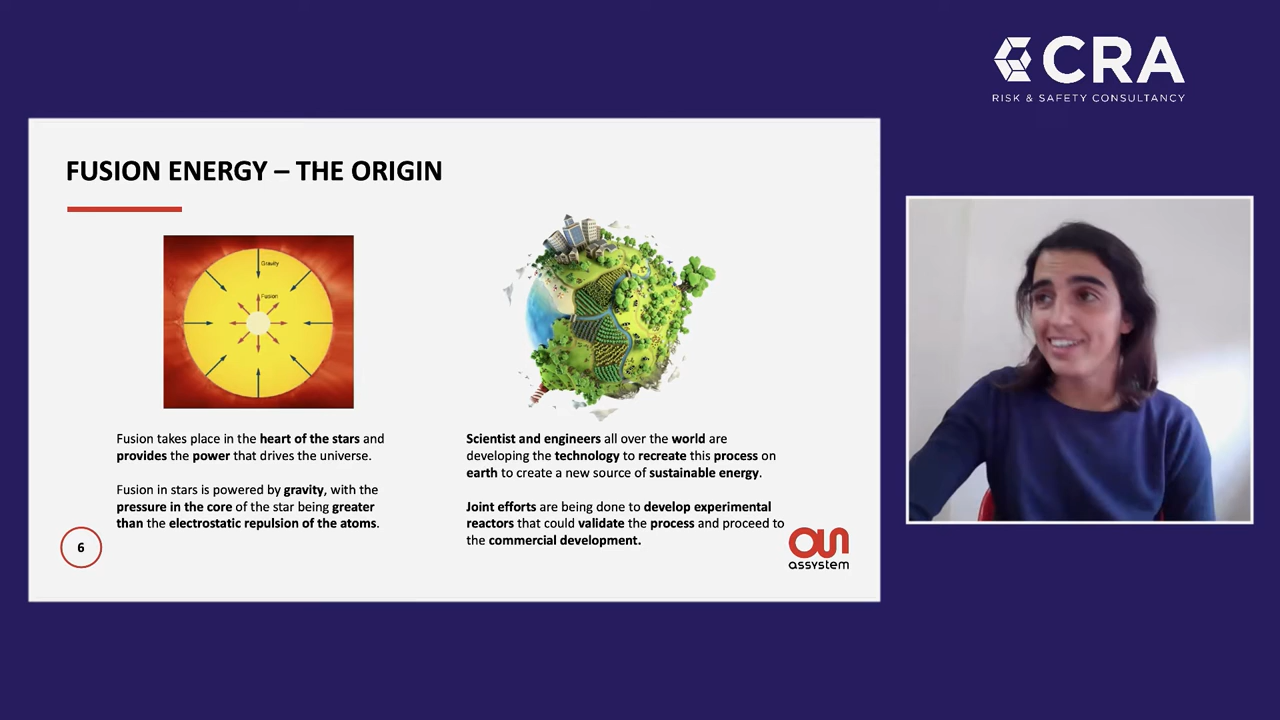 CRA
RISK & SAFETY CONSULTANCY
FUSION ENERGY – THE ORIGIN
Gravity
Fusion
Fusion takes place in the heart of the stars and
provides the power that drives the universe.
Fusion in stars is powered by gravity, with the
pressure in the core of the star being greater
than the electrostatic repulsion of the atoms.
Scientist and engineers all over the world are
developing the technology to recreate this process on
earth to create a new source of sustainable energy.
Joint efforts are being done to develop experimental
reactors that could validate the process and proceed to
the commercial development.
6
assystem